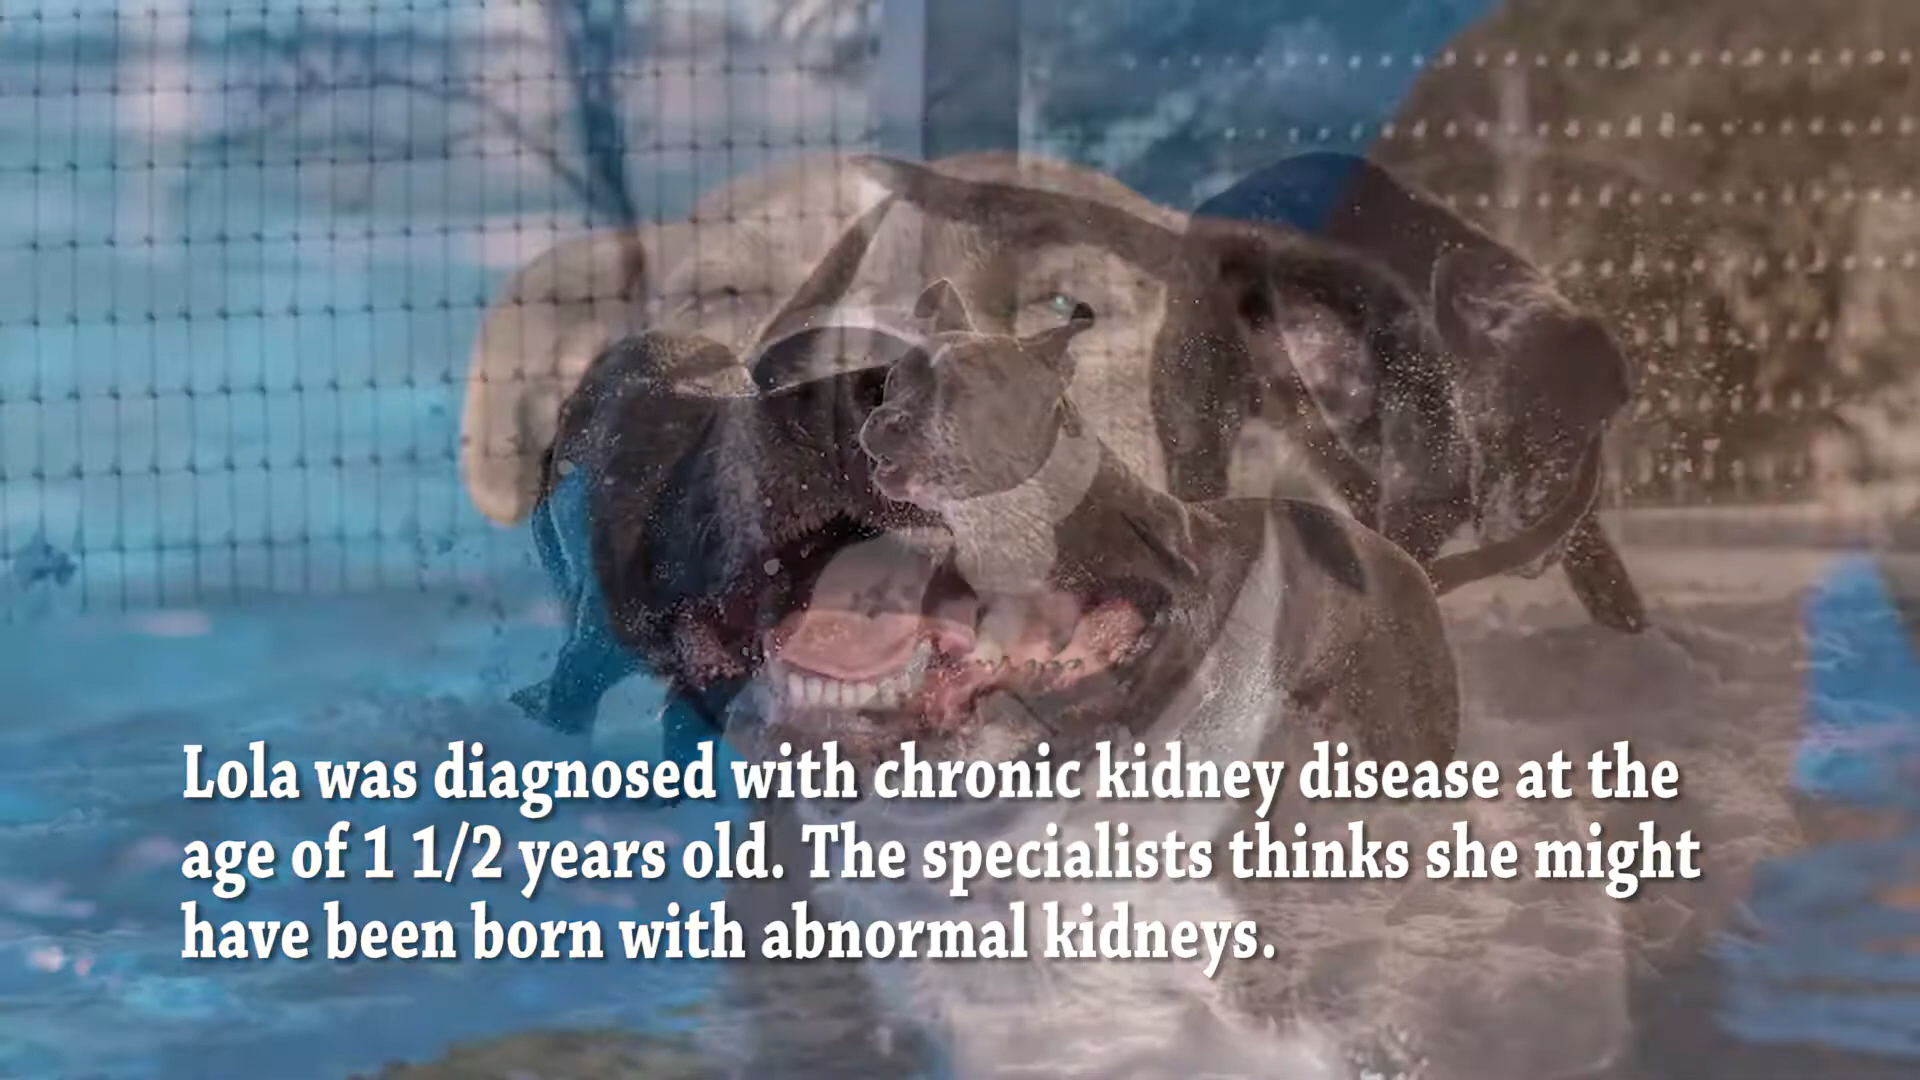 Lola was diagnosed with chronic kidney disease at the
age of 1 1/2 years old. The specialists thinks she might
have been born with abnormal kidneys.